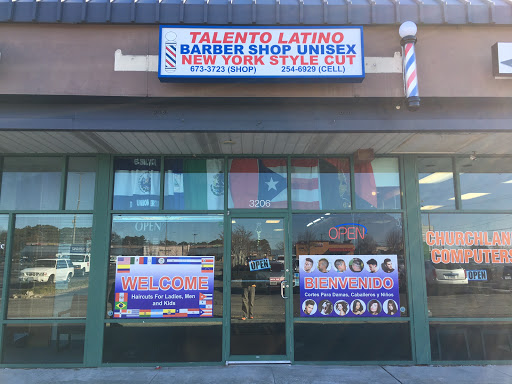 TALENTO LATINO
BARBER SHOP UNISEX
NEW YORK STYLE CUT
673-3723 (SHOP) 254-6929 (CELL)
3206
OPEN
OPEN
CHURCHLAN
COMPUTERS
OPEN
WELCOME
Haircuts For Ladies, Men
and Kids
OPEN
BIENVENIDO
Cortes Para Damas, Caballeros y Niños